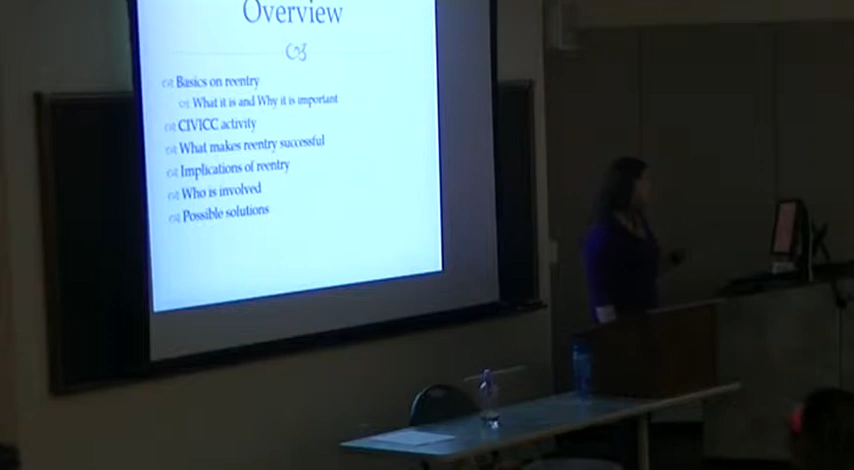 Overview
Basics on reentry
What it is and Why it is important
CIVICC activity
What makes reentry successful
Implications of reentry
Who is involved
Possible solutions